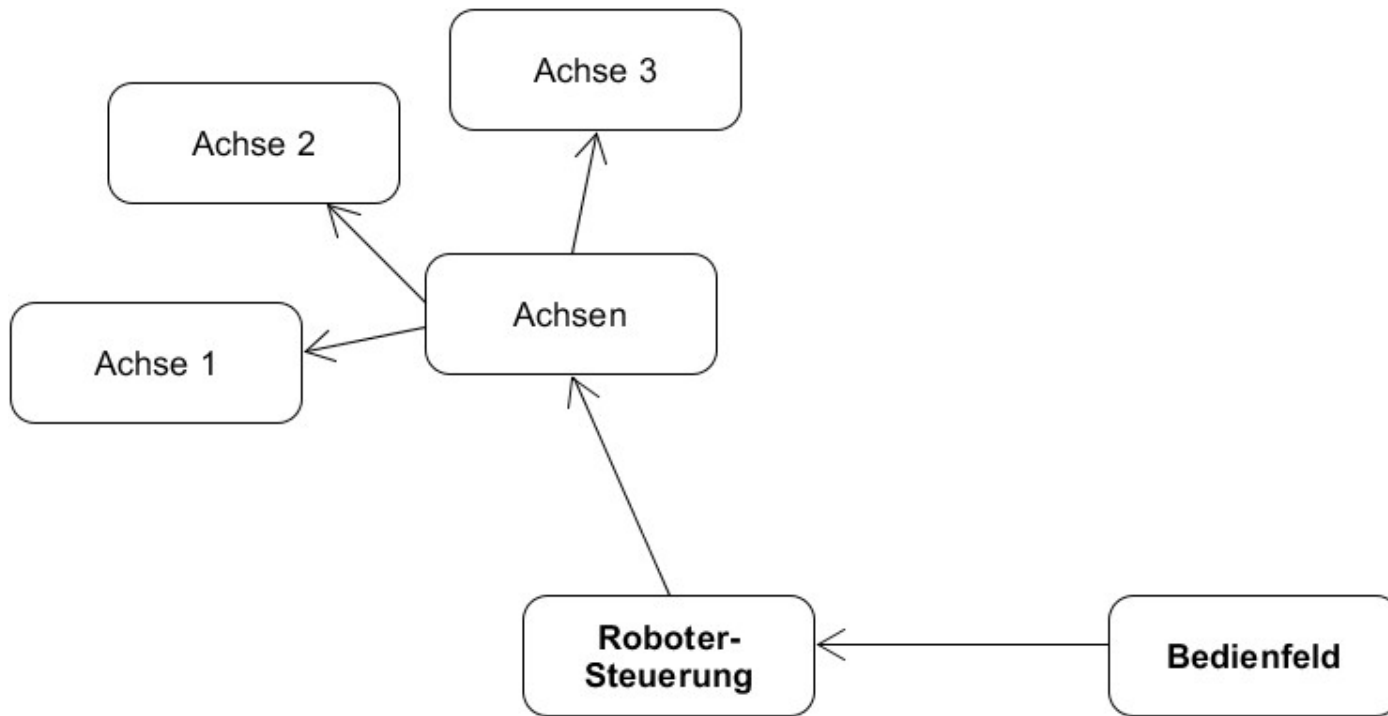 Achse 3
Achse 2
Achsen
Achse 1
Roboter-
Steuerung
Bedienfeld